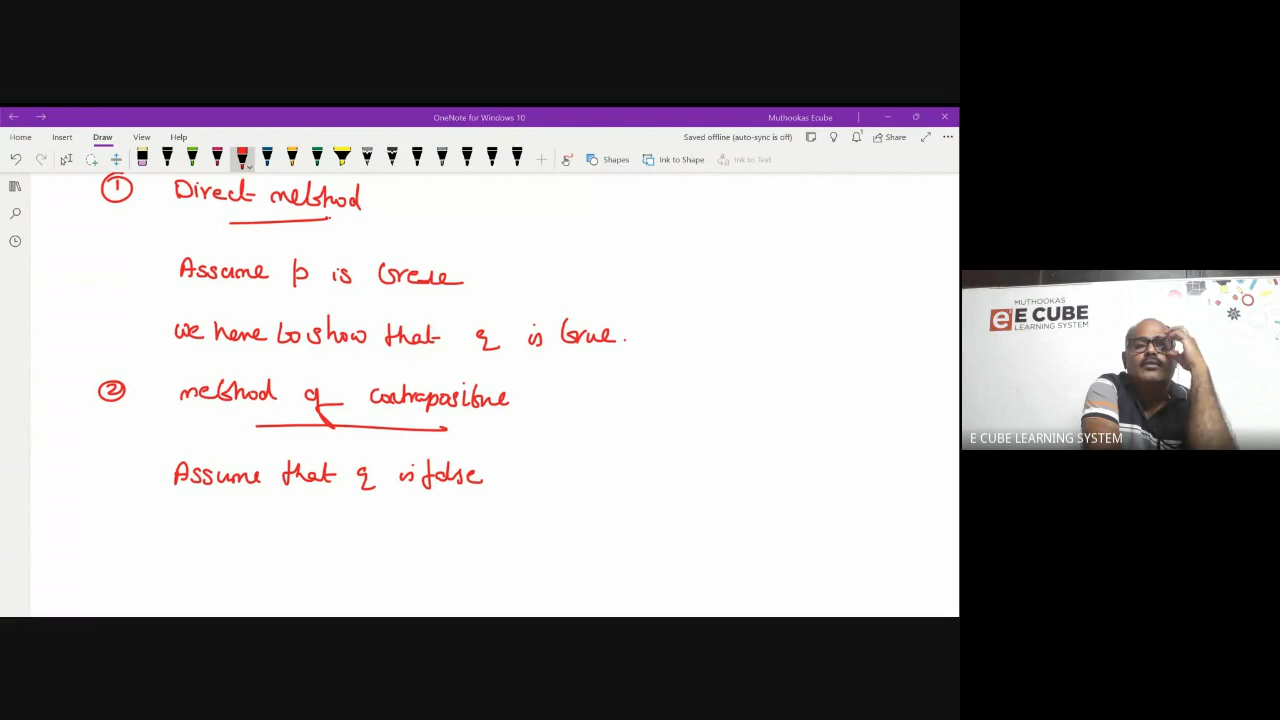 OneNote for Windows 10
Muthookas Ecube
Home Insert Draw View Help
Saved offline (auto-sync is off)
Share
Shapes
Ink to Shape
Ink to Text
1 Direct method
Assume p is true
we have to show that q is true.
2 method of contrapositive
Assume that q is false
MUTHOOKAS
e E CUBE
LEARNING SYSTEM
E CUBE LEARNING SYSTEM